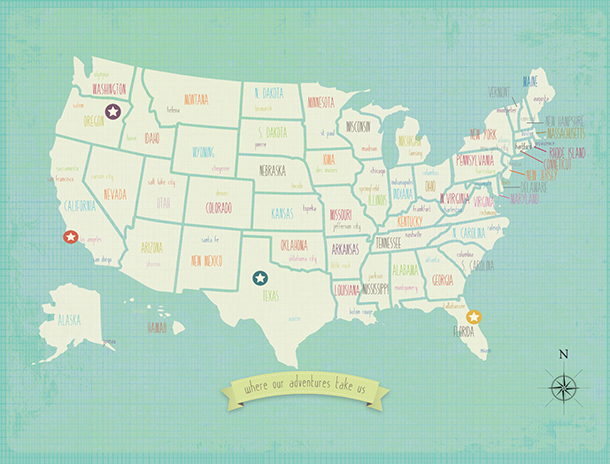 MAINE
VERMONT
augusta
olympia
WASHINGTON
montpelier
MONTANA
N. DAKOTA
MINNESOTA
helena
bismarck
NEW HAMPSHIRE
OREGON
WISCONSIN
S. DAKOTA
st. paul
NEW YORK
MASSACHUSETTS
IDAHO
boise
pierre
MICHIGAN
madison
lansing
hartford
RHODE ISLAND
WYOMING
IOWA
PENNSYLVANIA
cheyenne
NEBRASKA
des moines
CONNETICUT
NEW JERSEY
sacramento
carson city
salt lake city
lincoln
springfield
indianapolis
columbus
OHIO
DELAWARE
san francisco
NEVADA
UTAH
denver
COLORADO
ILLINOIS
INDIANA
W. VIRGINIA
VIRGINIA
MARYLAND
CALIFORNIA
KANSAS
topeka
MISSOURI
jefferson city
frankfort
charleston
richmond
KENTUCKY
los angeles
santa fe
nashville
N. CAROLINA
raleigh
ARIZONA
OKLAHOMA
ARKANSAS
TENNESSEE
san diego
phoenix
NEW MEXICO
oklahoma city
little rock
atlanta
columbia
S. CAROLINA
jackson
ALABAMA
montgomery
GEORGIA
TEXAS
LOUISIANA
MISSISSIPPI
austin
baton rouge
tallahassee
ALASKA
juneau
HAWAII
FLORIDA
miami
N
where our adventures take us